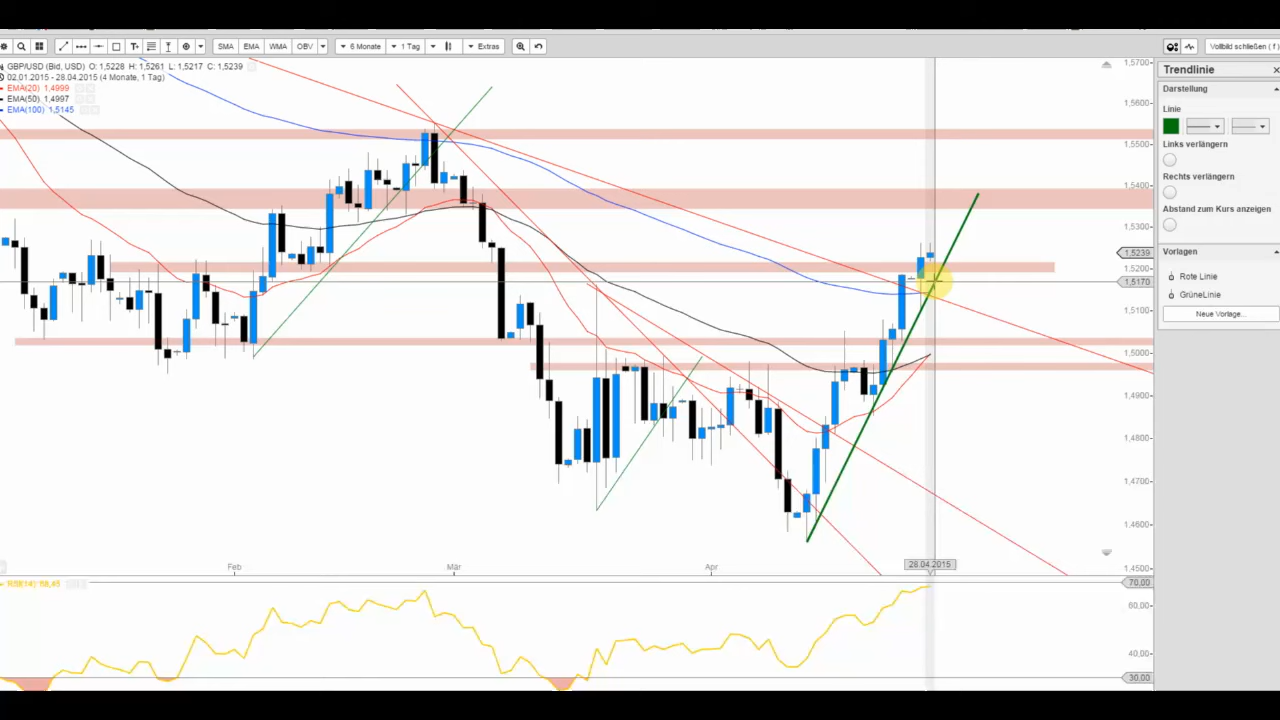 SMA EMA WMA OBV 6 Monate 1 Tag Extras Vollbild schließen ( f )
GBP/USD (Bid, USD) O: 1,5228 H: 1,5261 L: 1,5217 C: 1,5239
02.01.2015 - 28.04.2015 (4 Monate, 1 Tag)
EMA(20) 1,4999
EMA(50) 1,4997
EMA(100) 1,5145
1,5700
1,5600
1,5500
1,5400
1,5300
1,5239
1,5200
1,5170
1,5100
1,5000
1,4900
1,4800
1,4700
1,4600
1,4500
Feb Mär Apr 28.04.2015
RSI(14) 68,45
70,00
60,00
40,00
30,00
Trendlinie X
Darstellung
Linie
Links verlängern
Rechts verlängern
Abstand zum Kurs anzeigen
Vorlagen
Rote Linie
GrüneLinie
Neue Vorlage...